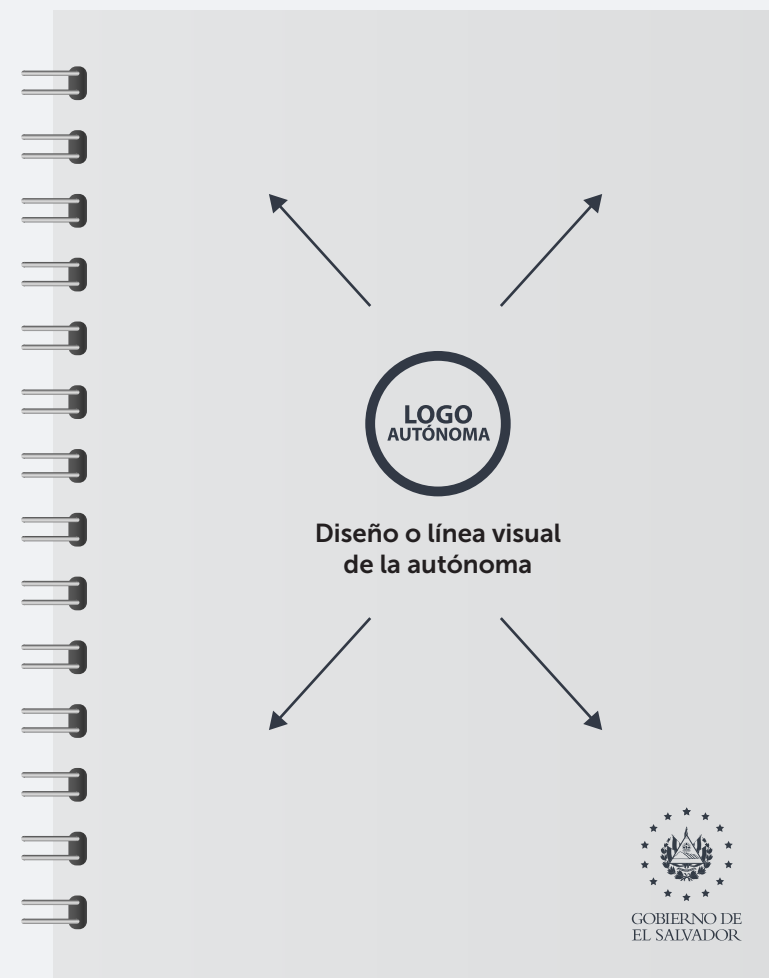 LOGO
AUTÓNOMA
Diseño o línea visual
de la autónoma
GOBIERNO DE
EL SALVADOR